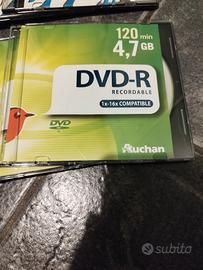 120 min
4,7 GB
DVD-R
RECORDABLE
1x-16x COMPATIBLE
DVD
Auchan
subito